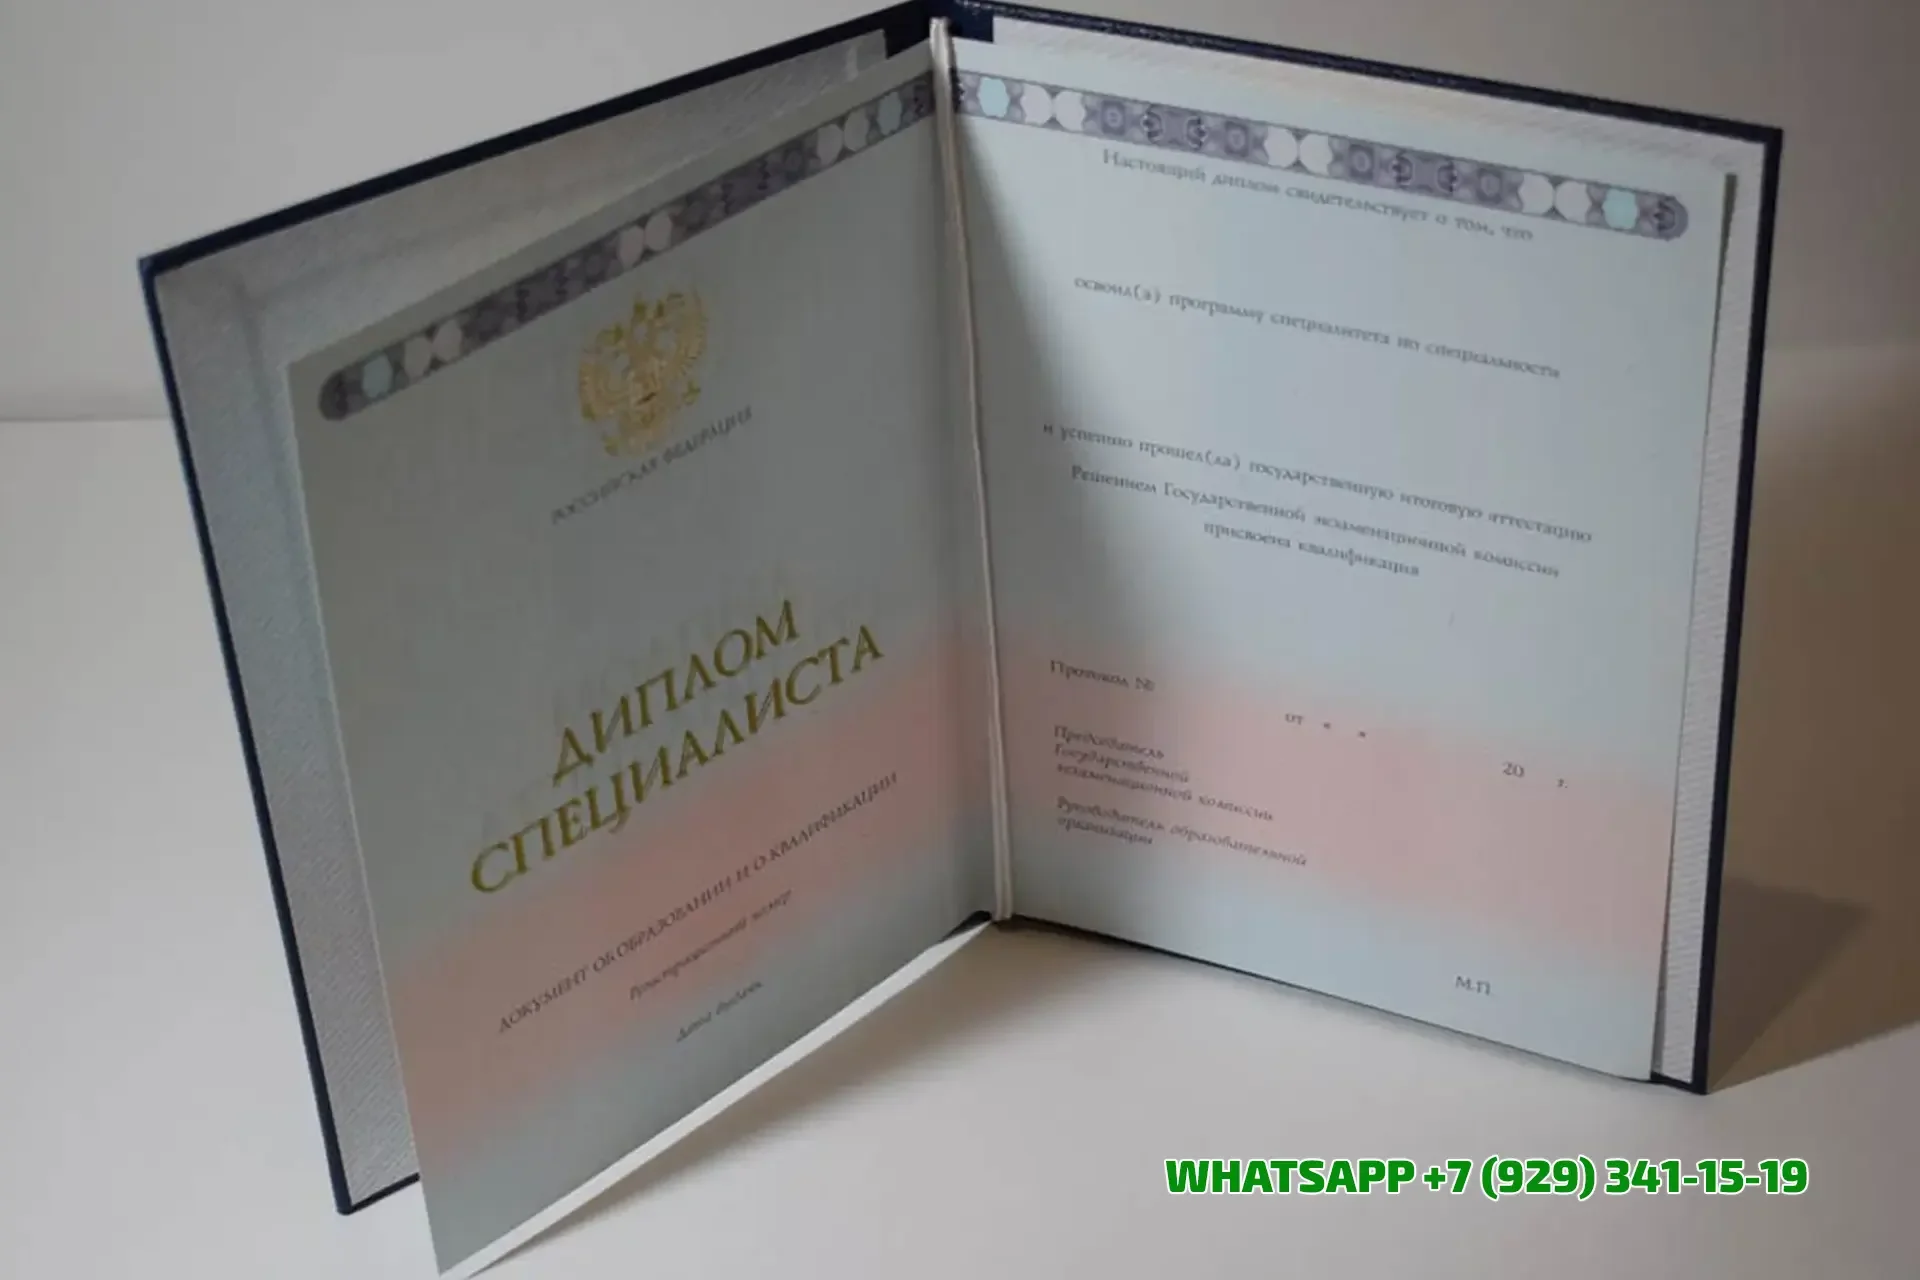 РОССИЙСКАЯ ФЕДЕРАЦИЯ
ДИПЛОМ
СПЕЦИАЛИСТА
ДОКУМЕНТ ОБ ОБРАЗОВАНИИ И О КВАЛИФИКАЦИИ
Регистрационный номер
Дата выдачи
Настоящий диплом свидетельствует о том, что
освоил(а) программу специалитета по специальности
и успешно прошел(ла) государственную итоговую аттестацию
Решением Государственной экзаменационной комиссии
присвоена квалификация
Протокол №
от « » 20 г.
Председатель
Государственной
экзаменационной комиссии
Руководитель образовательной
организации
М.П.
WHATSAPP +7 (929) 341-15-19